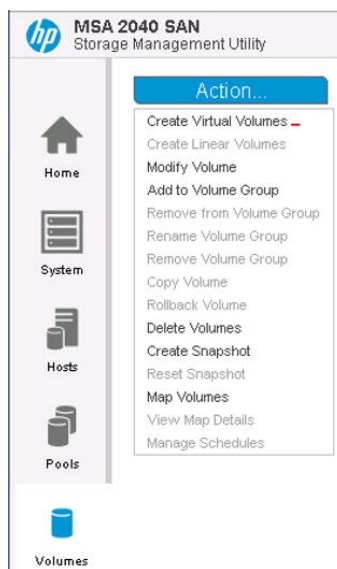 hp
MSA 2040 SAN
Storage Management Utility
Action...
Create Virtual Volumes
Create Linear Volumes
Modify Volume
Add to Volume Group
Remove from Volume Group
Rename Volume Group
Remove Volume Group
Copy Volume
Rollback Volume
Delete Volumes
Create Snapshot
Reset Snapshot
Map Volumes
View Map Details
Manage Schedules
Home
System
Hosts
Pools
Volumes